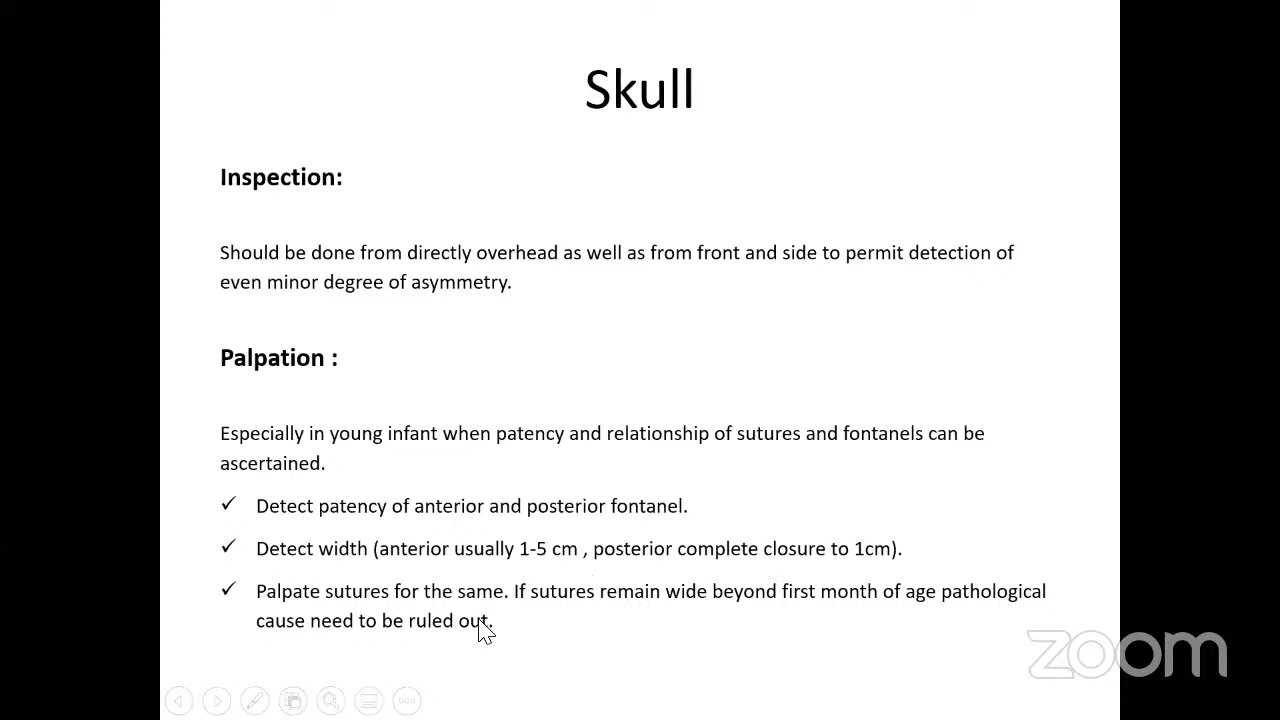 Skull
Inspection:
Should be done from directly overhead as well as from front and side to permit detection of
even minor degree of asymmetry.
Palpation :
Especially in young infant when patency and relationship of sutures and fontanels can be
ascertained.
✓ Detect patency of anterior and posterior fontanel.
✓ Detect width (anterior usually 1-5 cm , posterior complete closure to 1cm).
✓ Palpate sutures for the same. If sutures remain wide beyond first month of age pathological
cause need to be ruled out.
zoom